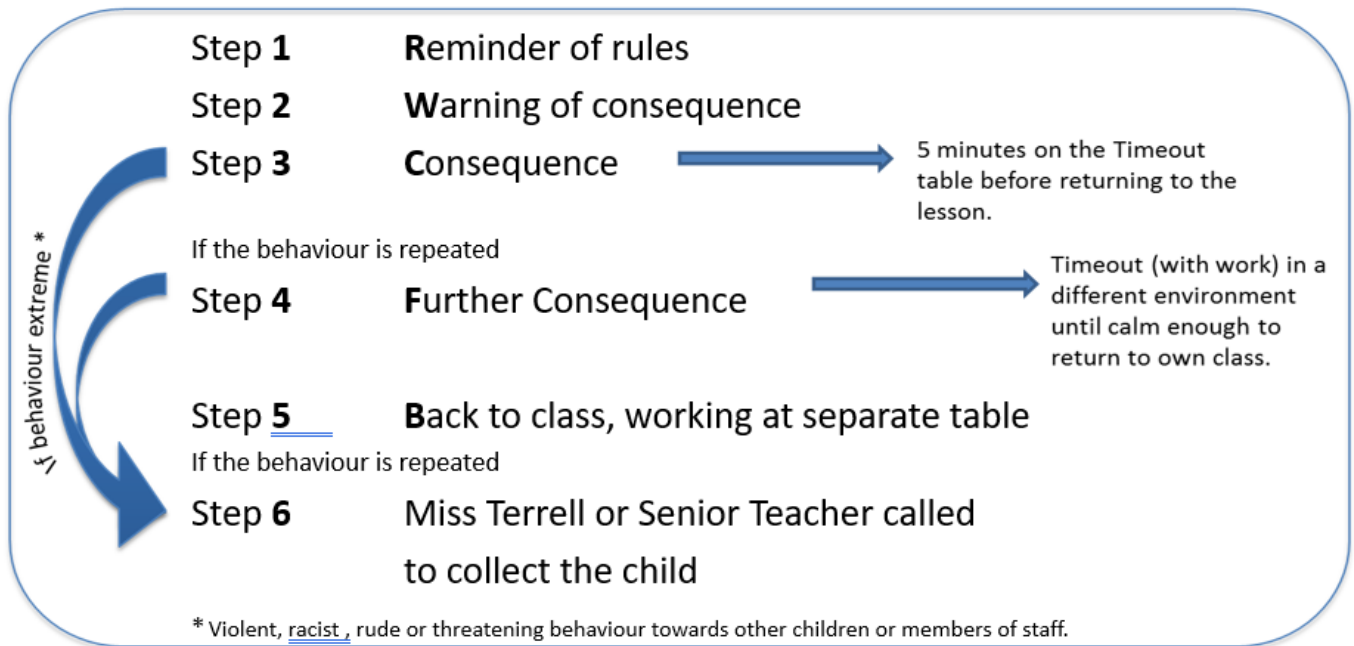 Step 1 Reminder of rules
Step 2 Warning of consequence
Step 3 Consequence
5 minutes on the Timeout
table before returning to the
lesson.
If behaviour extreme *
If the behaviour is repeated
Step 4 Further Consequence
Timeout (with work) in a
different environment
until calm enough to
return to own class.
Step 5 Back to class, working at separate table
If the behaviour is repeated
Step 6 Miss Terrell or Senior Teacher called
to collect the child
* Violent, racist , rude or threatening behaviour towards other children or members of staff.